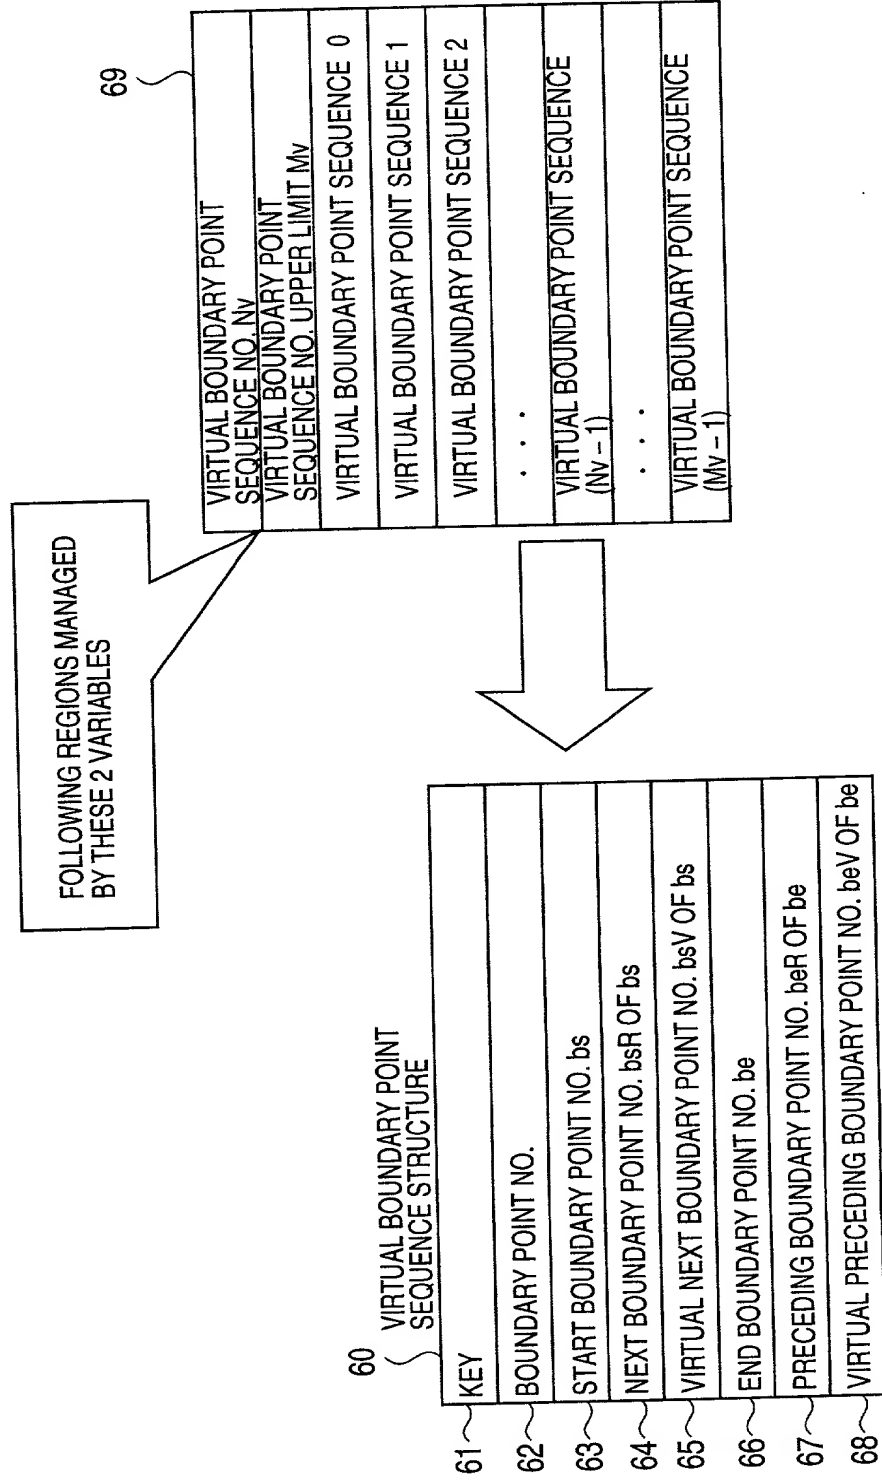 FOLLOWING REGIONS MANAGED
BY THESE 2 VARIABLES
69
VIRTUAL BOUNDARY POINT
SEQUENCE NO. Nv
VIRTUAL BOUNDARY POINT
SEQUENCE NO. UPPER LIMIT Mv
VIRTUAL BOUNDARY POINT SEQUENCE 0
VIRTUAL BOUNDARY POINT SEQUENCE 1
VIRTUAL BOUNDARY POINT SEQUENCE 2
. . .
VIRTUAL BOUNDARY POINT SEQUENCE
(Nv – 1)
. . .
VIRTUAL BOUNDARY POINT SEQUENCE
(Mv – 1)
60
VIRTUAL BOUNDARY POINT
SEQUENCE STRUCTURE
61 KEY
62 BOUNDARY POINT NO.
63 START BOUNDARY POINT NO. bs
64 NEXT BOUNDARY POINT NO. bsR OF bs
65 VIRTUAL NEXT BOUNDARY POINT NO. bsV OF bs
66 END BOUNDARY POINT NO. be
67 PRECEDING BOUNDARY POINT NO. beR OF be
68 VIRTUAL PRECEDING BOUNDARY POINT NO. beV OF be